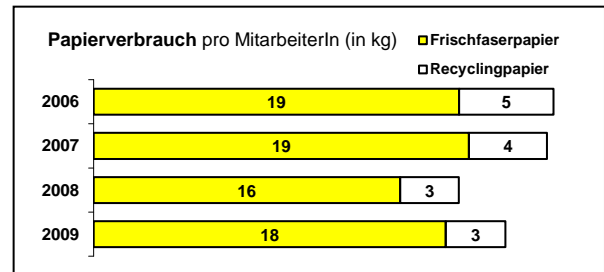 Papierverbrauch pro MitarbeiterIn (in kg)
Frischfaserpapier
Recyclingpapier
2006 19 5
2007 19 4
2008 16 3
2009 18 3